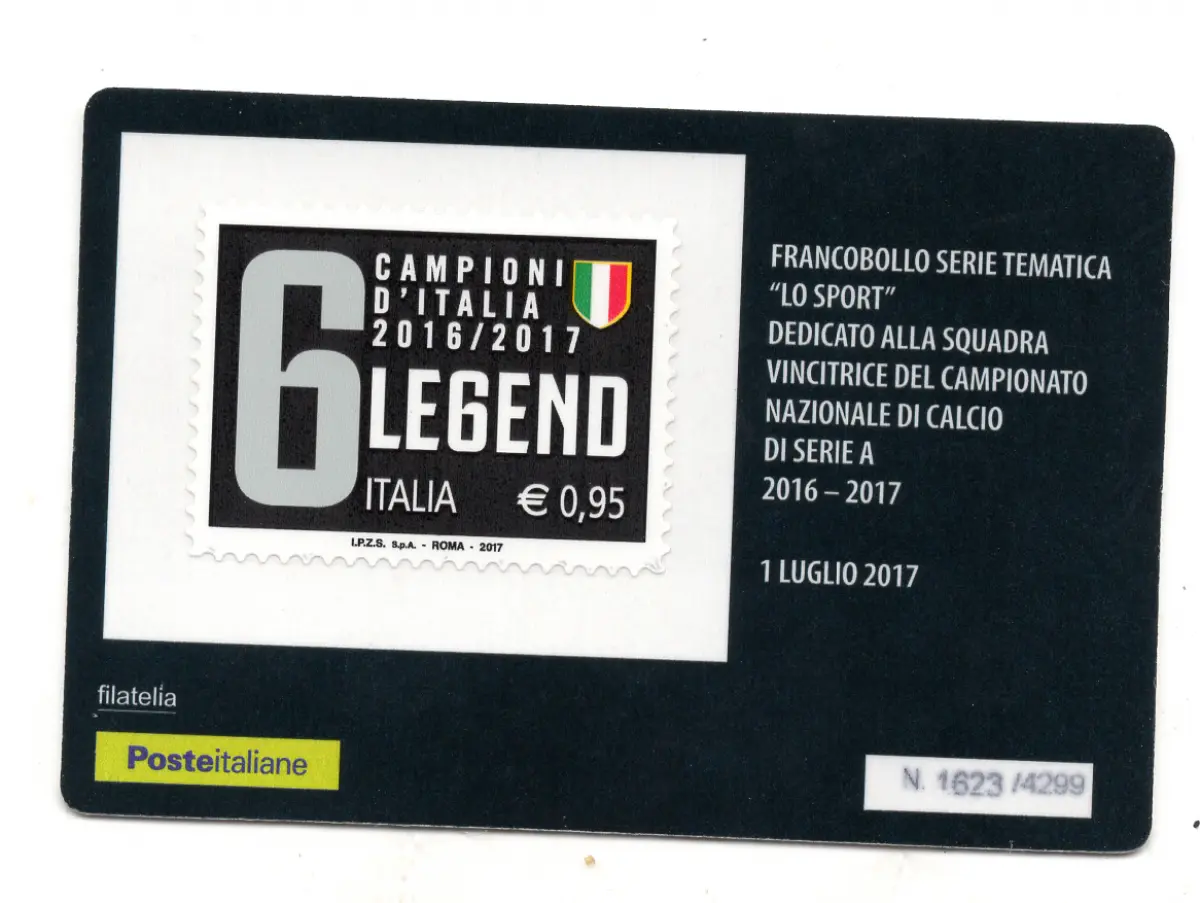 6
CAMPIONI
D'ITALIA
2016/2017
LE6END
ITALIA € 0,95
I.P.Z.S. S.p.A. - ROMA - 2017
FRANCOBOLLO SERIE TEMATICA
“LO SPORT”
DEDICATO ALLA SQUADRA
VINCITRICE DEL CAMPIONATO
NAZIONALE DI CALCIO
DI SERIE A
2016 – 2017
1 LUGLIO 2017
filatelia
Posteitaliane
N. 1623 /4299